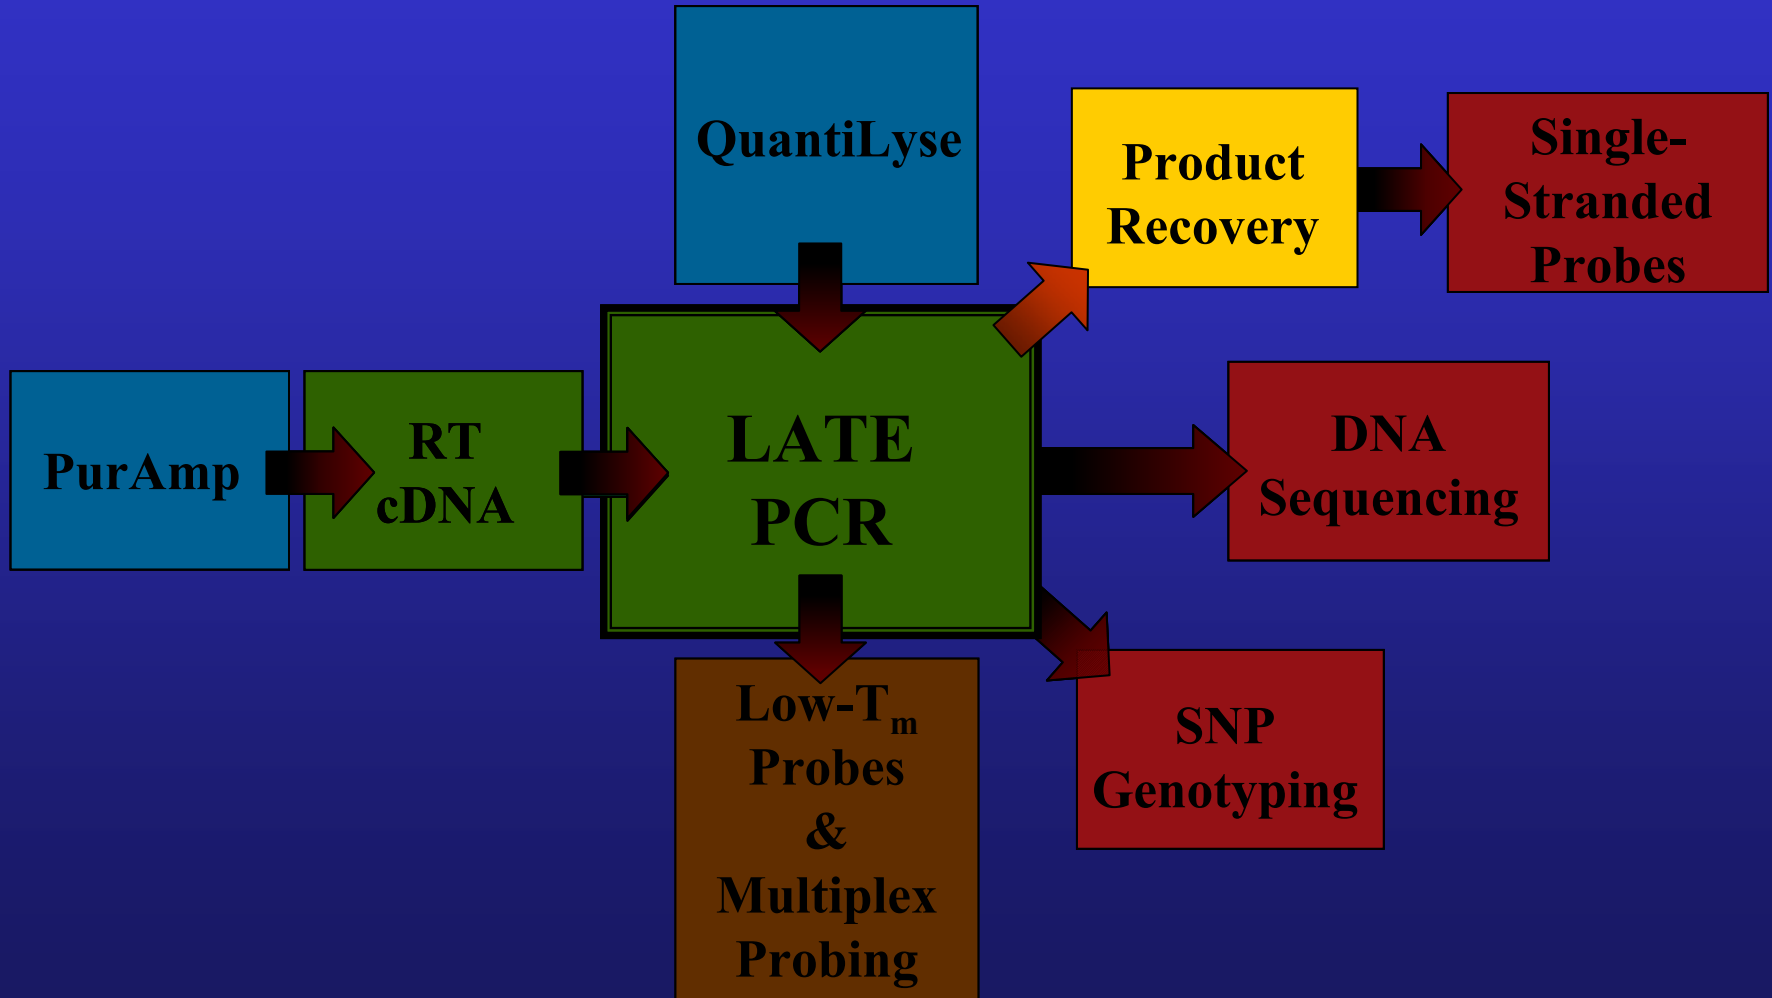 QuantiLyse
Product
Recovery
Single-
Stranded
Probes
PurAmp
RT
cDNA
LATE
PCR
DNA
Sequencing
Low-Tm
Probes
&
Multiplex
Probing
SNP
Genotyping